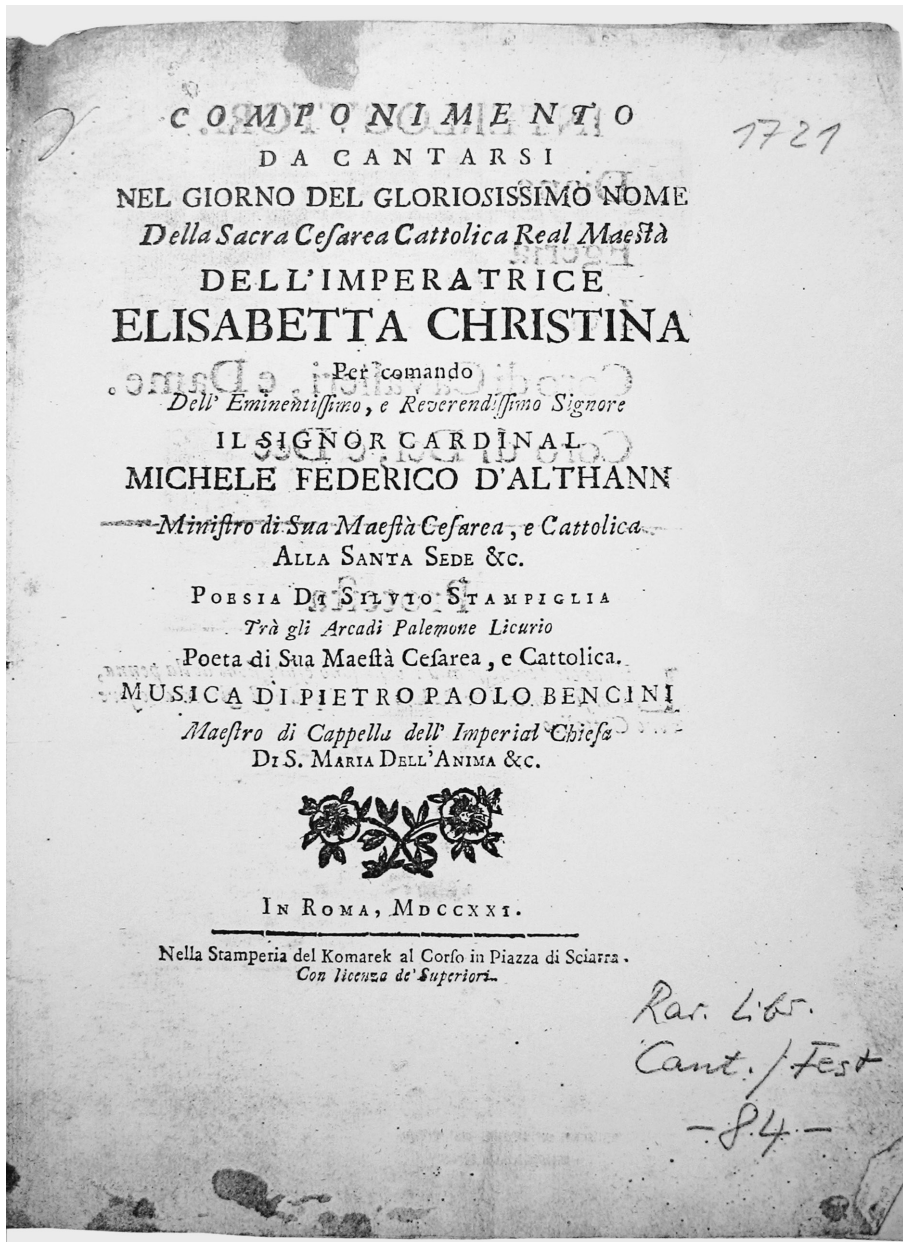 COMPONIMENTO
1721
DA CANTARSI
NEL GIORNO DEL GLORIOSISSIMO NOME
Della Sacra Ceſarea Cattolica Real Maeſtà
DELL'IMPERATRICE
ELISABETTA CHRISTINA
Per comando
Dell' Eminentiſſimo, e Reverendiſſimo Signore
IL SIGNOR CARDINAL
MICHELE FEDERICO D'ALTHANN
Miniſtro di Sua Maeſtà Ceſarea, e Cattolica
ALLA SANTA SEDE &c.
POESIA DI SILVIO STAMPIGLIA
Trà gli Arcadi Palemone Licurio
Poeta di Sua Maeſtà Ceſarea, e Cattolica.
MUSICA DI PIETRO PAOLO BENCINI
Maeſtro di Cappella dell' Imperial Chieſa
DI S. MARIA DELL'ANIMA &c.
IN ROMA, MDCCXXI.
Nella Stamperia del Komarek al Corſo in Piazza di Sciarra.
Con licenza de' Superiori.
Rar. Libr.
Cant./Fest
-84-